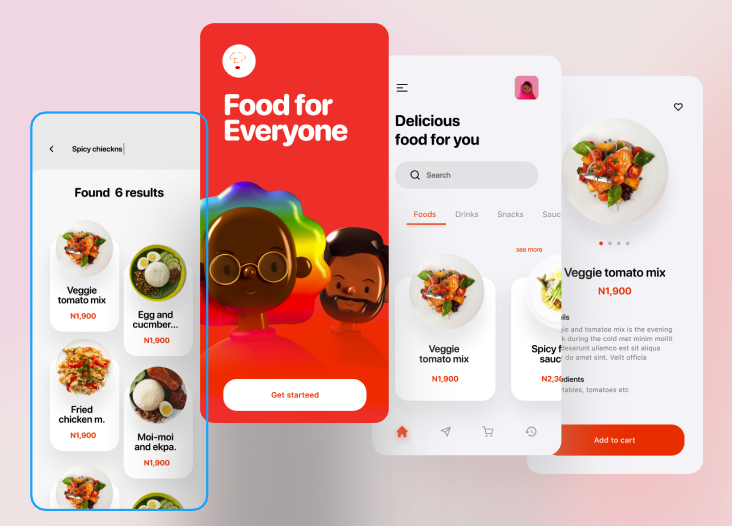 Spicy chieckns
Found 6 results
Veggie
tomato mix
N1,900
Egg and
cucmber...
N1,900
Fried
chicken m.
N1,900
Moi-moi
and ekpa.
N1,900
Food for
Everyone
Get starteed
Delicious
food for you
Search
Foods Drinks Snacks Sauc
see more
Veggie
tomato mix
N1,900
Spicy f
sauc
N2,3
Veggie tomato mix
N1,900
ils
ie and tomatoe mix is the evening
k during the cold met minim mollit
deserunt ullamco est sit aliqua
do amet sint. Velit officia
edients
tables, tomatoes etc
Add to cart